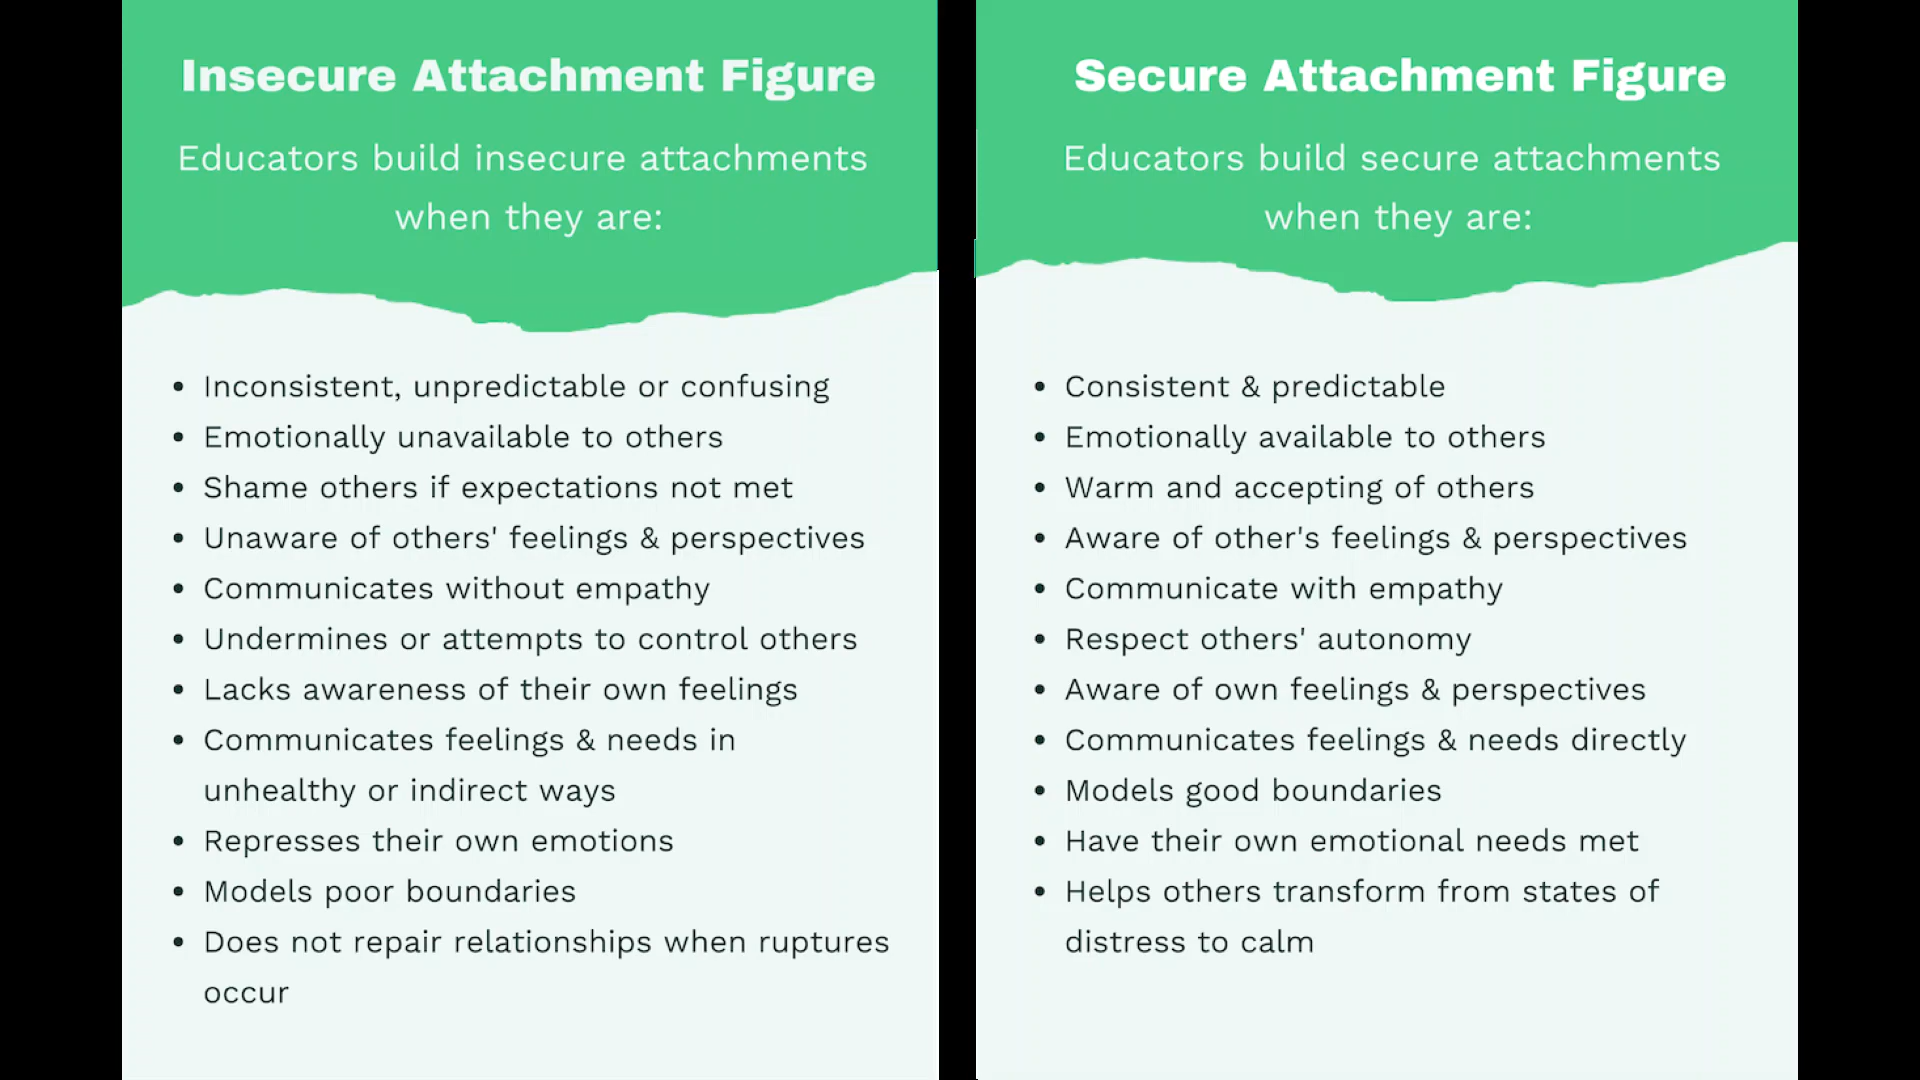 Insecure Attachment Figure
Educators build insecure attachments
when they are:
• Inconsistent, unpredictable or confusing
• Emotionally unavailable to others
• Shame others if expectations not met
• Unaware of others' feelings & perspectives
• Communicates without empathy
• Undermines or attempts to control others
• Lacks awareness of their own feelings
• Communicates feelings & needs in
unhealthy or indirect ways
• Represses their own emotions
• Models poor boundaries
• Does not repair relationships when ruptures
occur
Secure Attachment Figure
Educators build secure attachments
when they are:
• Consistent & predictable
• Emotionally available to others
• Warm and accepting of others
• Aware of other's feelings & perspectives
• Communicate with empathy
• Respect others' autonomy
• Aware of own feelings & perspectives
• Communicates feelings & needs directly
• Models good boundaries
• Have their own emotional needs met
• Helps others transform from states of
distress to calm